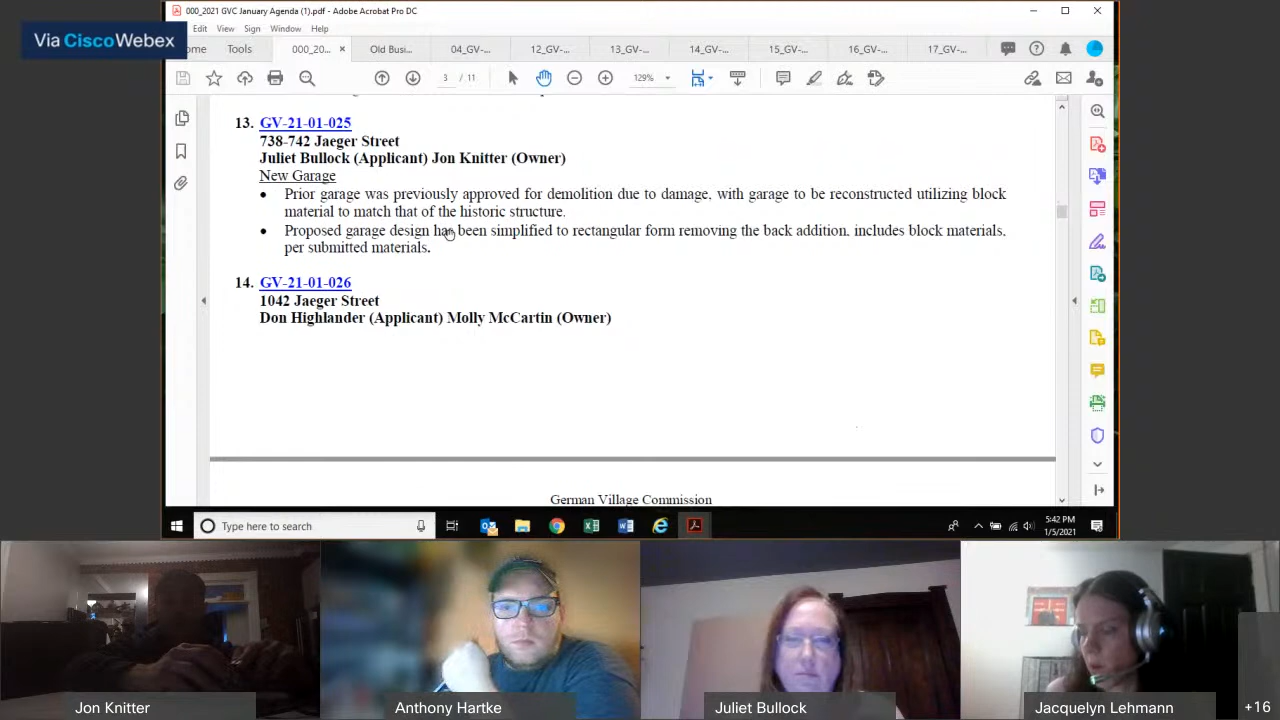 000_2021 GVC January Agenda (1).pdf - Adobe Acrobat Pro DC
Via CiscoWebex
Edit View Sign Window Help
ome Tools 000_20... × Old Busi... 04_GV-... 12_GV-... 13_GV-... 14_GV-... 15_GV-... 16_GV-... 17_GV-...
3 / 11 129%
13. GV-21-01-025
738-742 Jaeger Street
Juliet Bullock (Applicant) Jon Knitter (Owner)
New Garage
• Prior garage was previously approved for demolition due to damage, with garage to be reconstructed utilizing block
material to match that of the historic structure.
• Proposed garage design has been simplified to rectangular form removing the back addition, includes block materials,
per submitted materials.
14. GV-21-01-026
1042 Jaeger Street
Don Highlander (Applicant) Molly McCartin (Owner)
German Village Commission
Type here to search
5:42 PM
1/5/2021
Jon Knitter
Anthony Hartke
Juliet Bullock
Jacquelyn Lehmann
+16